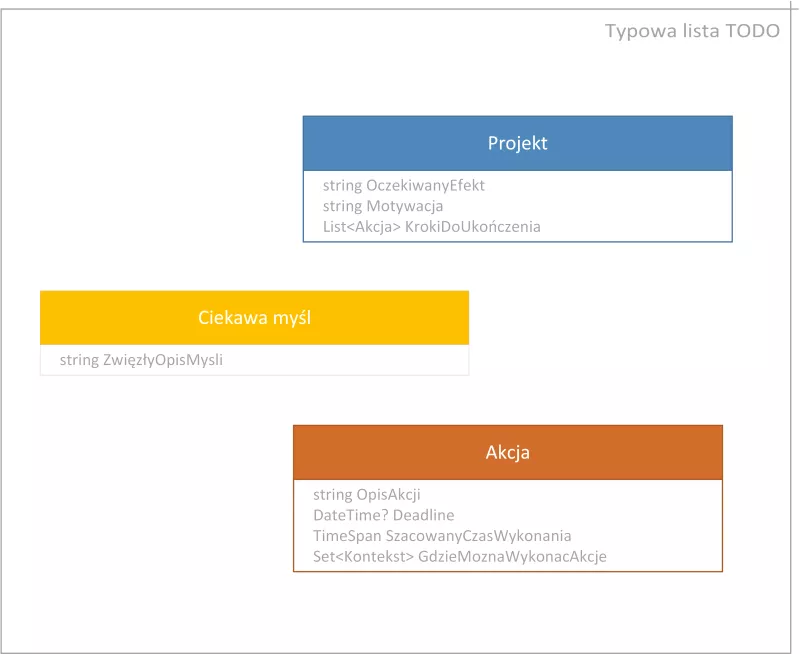 Typowa lista TODO
Projekt
string OczekiwanyEfekt
string Motywacja
List<Akcja> KrokiDoUkończenia
Ciekawa myśl
string ZwięzłyOpisMysli
Akcja
string OpisAkcji
DateTime? Deadline
TimeSpan SzacowanyCzasWykonania
Set<Kontekst> GdzieMoznaWykonacAkcje